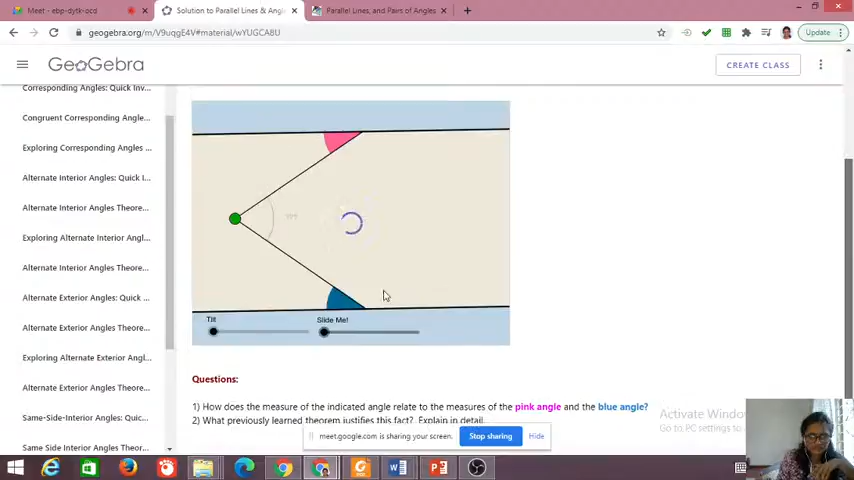 Meet - ebp-dytk-ocd
Solution to Parallel Lines & An
Parallel Lines, and Pairs of Angles
geogebra.org/m/V9uqgE4V#material/wYUGCABU
Update
GeoGebra
CREATE CLASS
Corresponding Angles: Quick Inv...
Congruent Corresponding Angle...
Exploring Corresponding Angles ...
Alternate Interior Angles: Quick I...
Alternate Interior Angles Theore...
Exploring Alternate Interior Angl...
Alternate Interior Angles Theore...
Alternate Exterior Angles: Quick ...
Alternate Exterior Angles Theore...
Exploring Alternate Exterior Angl...
Alternate Exterior Angles Theore...
Same-Side-Interior Angles: Quic...
Same Side Interior Angles Theor...
Tilt
Slide Me!
Questions:
1) How does the measure of the indicated angle relate to the measures of the pink angle and the blue angle?
2) What previously learned theorem justifies this fact? Explain in detail.
meet.google.com is sharing your screen.
Stop sharing
Hide
Activate Window
Go to PC settings to